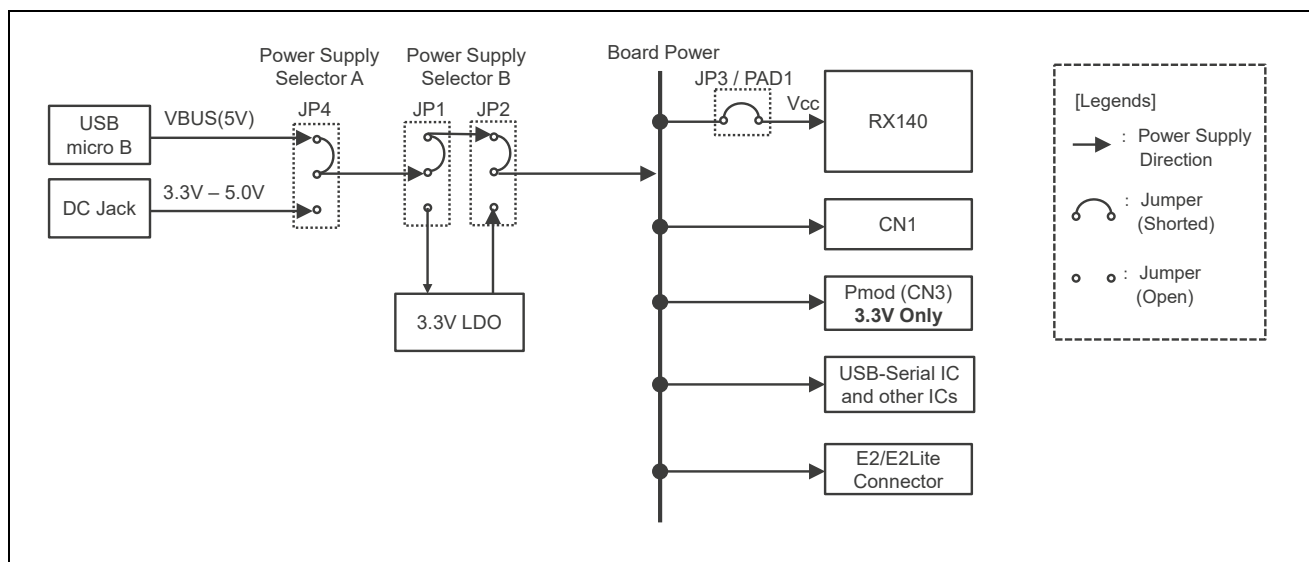 Power Supply
Selector A
Power Supply
Selector B
Board Power
JP4
JP1
JP2
JP3 / PAD1
USB
micro B
VBUS(5V)
DC Jack
3.3V – 5.0V
3.3V LDO
Vcc
RX140
CN1
Pmod (CN3)
3.3V Only
USB-Serial IC
and other ICs
E2/E2Lite
Connector
[Legends]
: Power Supply
Direction
: Jumper
(Shorted)
: Jumper
(Open)